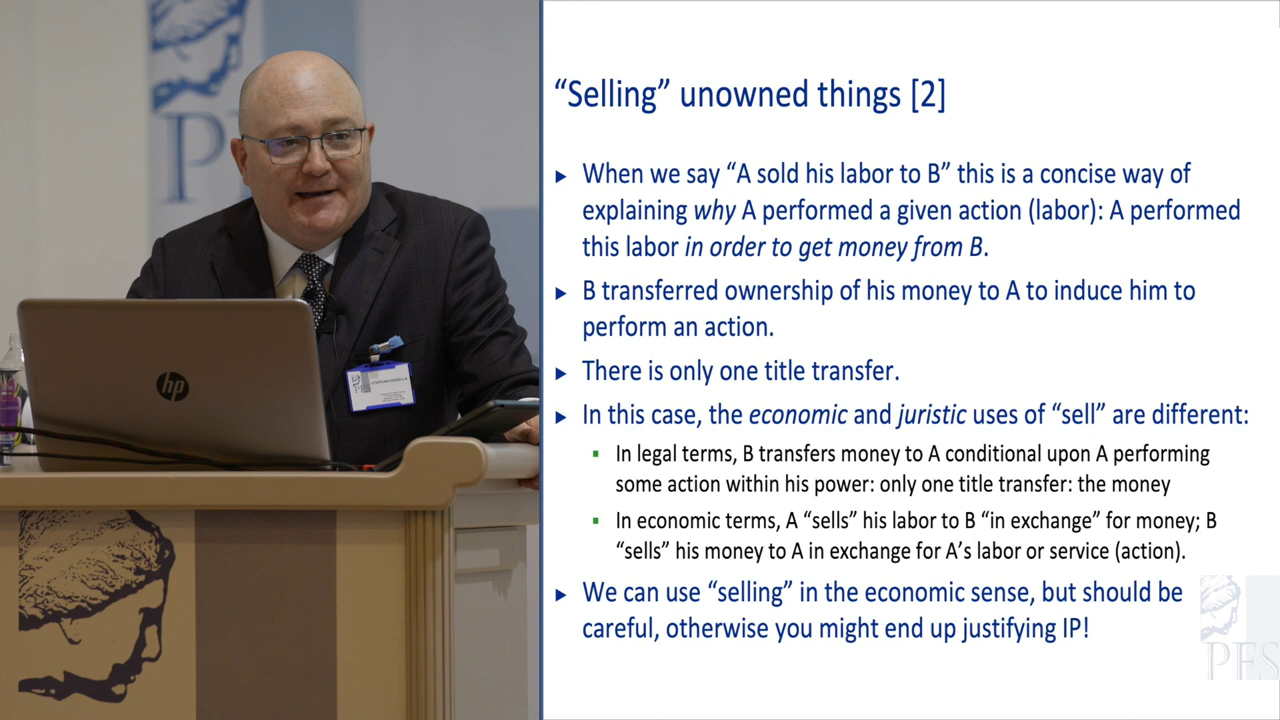 PE
hp
STEPHAN KINSELLA
“Selling” unowned things [2]
When we say “A sold his labor to B” this is a concise way of
explaining why A performed a given action (labor): A performed
this labor in order to get money from B.
B transferred ownership of his money to A to induce him to
perform an action.
There is only one title transfer.
In this case, the economic and juristic uses of “sell” are different:
In legal terms, B transfers money to A conditional upon A performing
some action within his power: only one title transfer: the money
In economic terms, A “sells” his labor to B “in exchange” for money; B
“sells” his money to A in exchange for A’s labor or service (action).
We can use “selling” in the economic sense, but should be
careful, otherwise you might end up justifying IP!
PFS